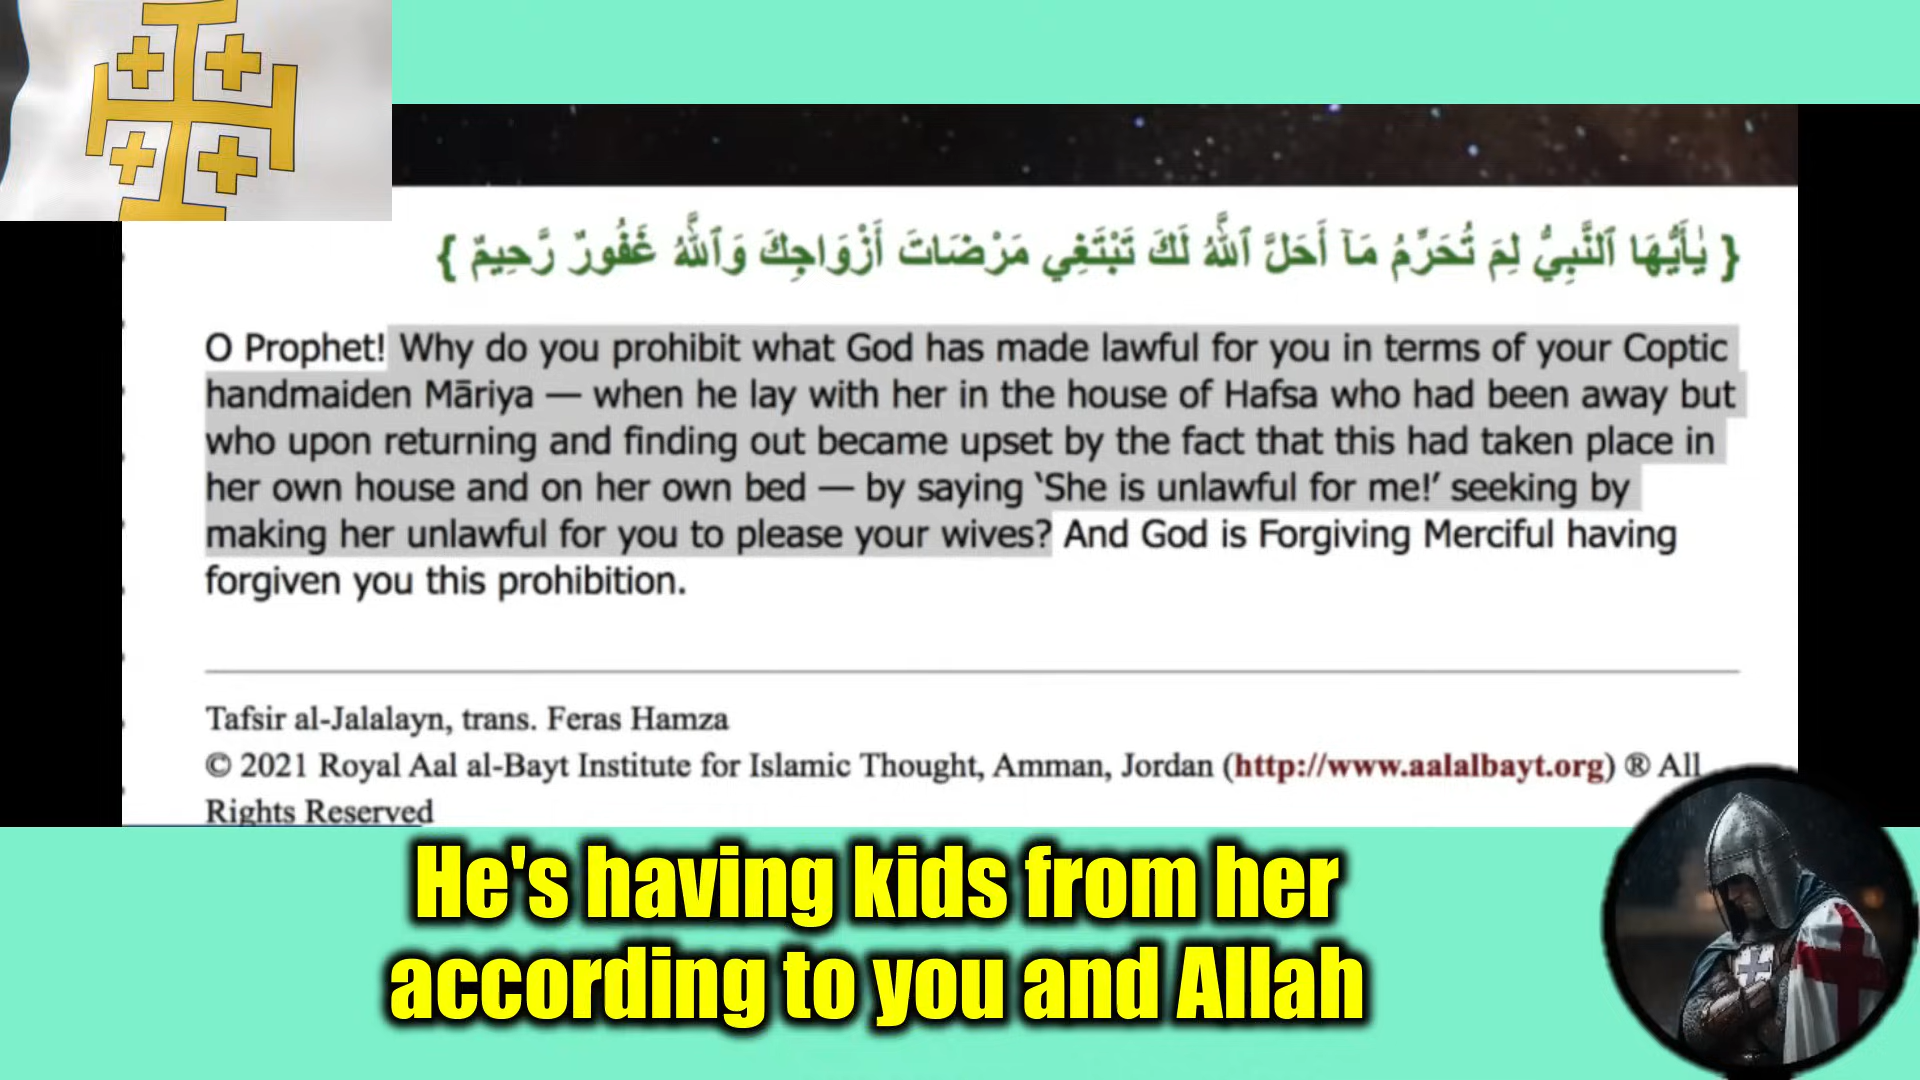 { يٰأَيُّهَا ٱلنَّبِيُّ لِمَ تُحَرِّمُ مَآ أَحَلَّ ٱللَّهُ لَكَ تَبْتَغِي مَرْضَاتَ أَزْوَاجِكَ وَٱللَّهُ غَفُورٌ رَّحِيمٌ }
O Prophet! Why do you prohibit what God has made lawful for you in terms of your Coptic
handmaiden Māriya — when he lay with her in the house of Hafsa who had been away but
who upon returning and finding out became upset by the fact that this had taken place in
her own house and on her own bed — by saying ‘She is unlawful for me!’ seeking by
making her unlawful for you to please your wives? And God is Forgiving Merciful having
forgiven you this prohibition.
Tafsir al-Jalalayn, trans. Feras Hamza
© 2021 Royal Aal al-Bayt Institute for Islamic Thought, Amman, Jordan (http://www.aalalbayt.org) ® All
Rights Reserved
He's having kids from her
according to you and Allah